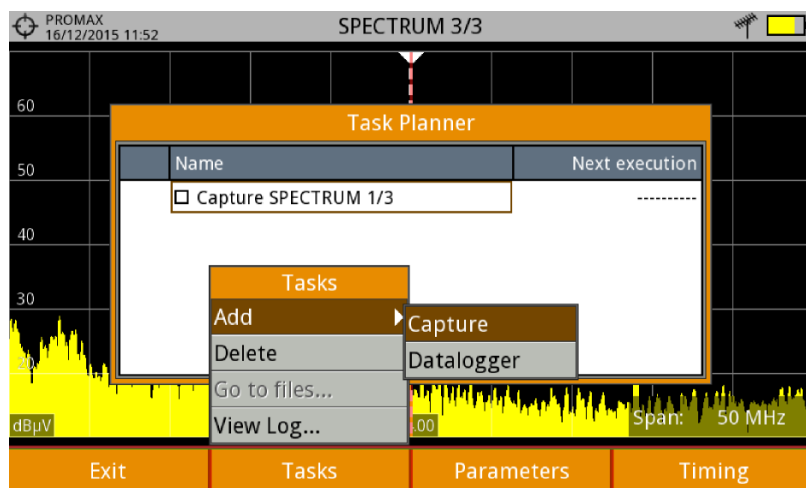 PROMAX
16/12/2015 11:52
SPECTRUM 3/3
60
Task Planner
Name Next execution
50
Capture SPECTRUM 1/3 ----------
40
Tasks
30
Add Capture
Delete Datalogger
20
Go to files...
View Log...
dBµV .00 Span: 50 MHz
Exit Tasks Parameters Timing